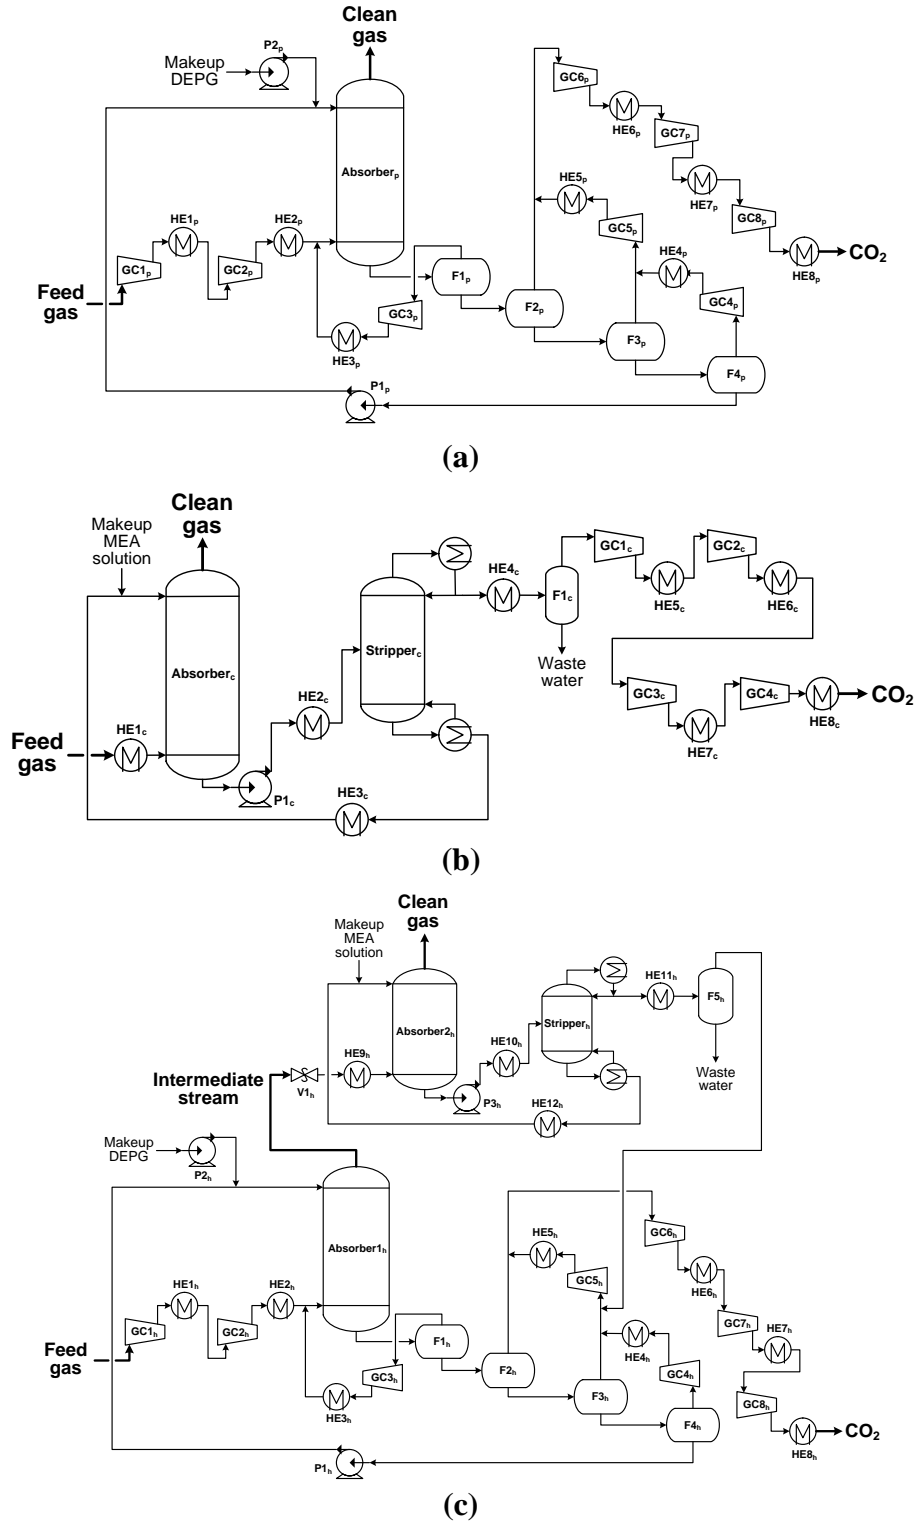 Clean
gas
P2p
Makeup
DEPG
GC6p
HE6p
GC7p
Absorberp
HE5p
HE7p
HE1p
HE2p
GC5p
GC8p
HE4p
CO2
GC1p
GC2p
F1p
HE8p
Feed
gas
GC3p
F2p
GC4p
HE3p
F3p
F4p
P1p
(a)
Clean
gas
Makeup
MEA
solution
GC1c
GC2c
HE4c
F1c
HE5c
HE6c
Absorberc
Stripperc
Waste
water
HE2c
GC3c
GC4c
CO2
HE1c
Feed
gas
HE7c
HE8c
P1c
HE3c
(b)
Clean
gas
Makeup
MEA
solution
HE11h
F5h
Absorber2h
Stripperh
HE10h
HE9h
Waste
water
Intermediate
stream
V1h
P3h
HE12h
Makeup
DEPG
P2h
GC6h
Absorber1h
HE5h
HE6h
GC5h
HE1h
HE2h
GC7h
HE7h
GC1h
GC2h
F1h
HE4h
Feed
gas
GC3h
F2h
GC4h
HE3h
F3h
GC8h
F4h
CO2
HE8h
P1h
(c)